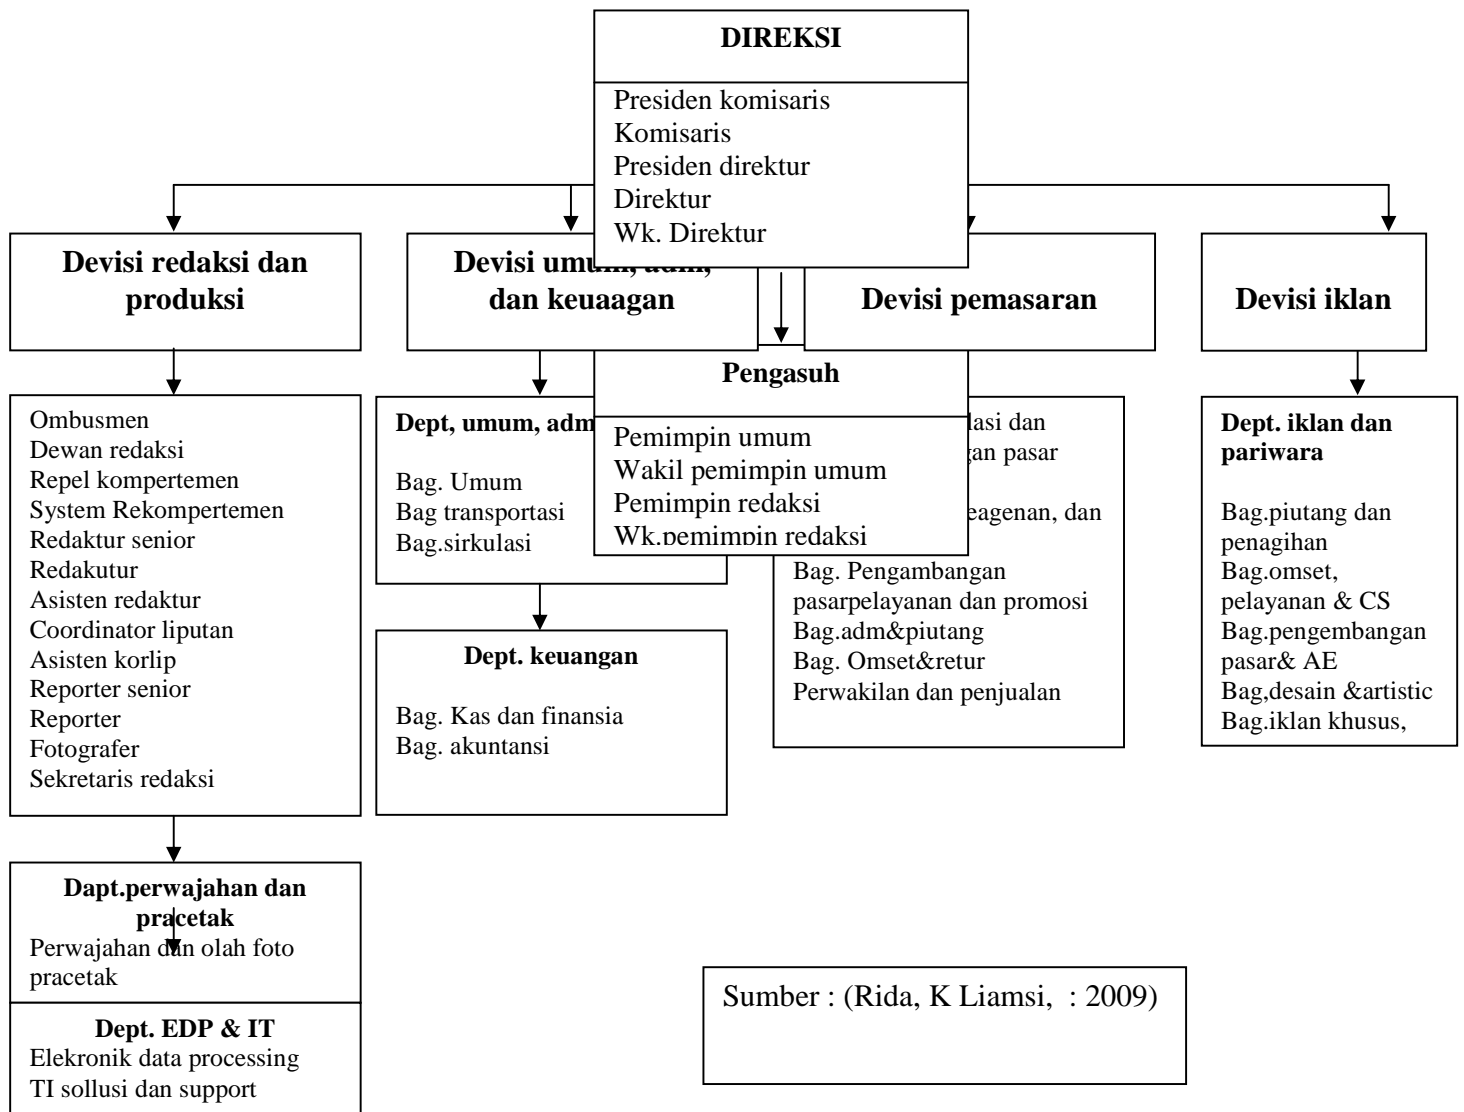 DIREKSI
Presiden komisaris
Komisaris
Presiden direktur
Direktur
Wk. Direktur
Devisi redaksi dan
produksi
Devisi umum, adm,
dan keuaagan
Devisi pemasaran
Devisi iklan
Pengasuh
Pemimpin umum
Wakil pemimpin umum
Pemimpin redaksi
Wk.pemimpin redaksi
Ombusmen
Dewan redaksi
Repel kompertemen
System Rekompertemen
Redaktur senior
Redakutur
Asisten redaktur
Coordinator liputan
Asisten korlip
Reporter senior
Reporter
Fotografer
Sekretaris redaksi
Dapt.perwajahan dan
pracetak
Perwajahan dan olah foto
pracetak
Dept. EDP & IT
Elekronik data processing
TI sollusi dan support
Dept, umum, adm
Bag. Umum
Bag transportasi
Bag.sirkulasi
Dept. keuangan
Bag. Kas dan finansia
Bag. akuntansi
dan
pasar
dan
Bag. Pengambangan
pasarpelayanan dan promosi
Bag.adm&piutang
Bag. Omset&retur
Perwakilan dan penjualan
Dept. iklan dan
pariwara
Bag.piutang dan
penagihan
Bag.omset,
pelayanan & CS
Bag.pengembangan
pasar& AE
Bag,desain &artistic
Bag.iklan khusus,
Sumber : (Rida, K Liamsi,  : 2009)